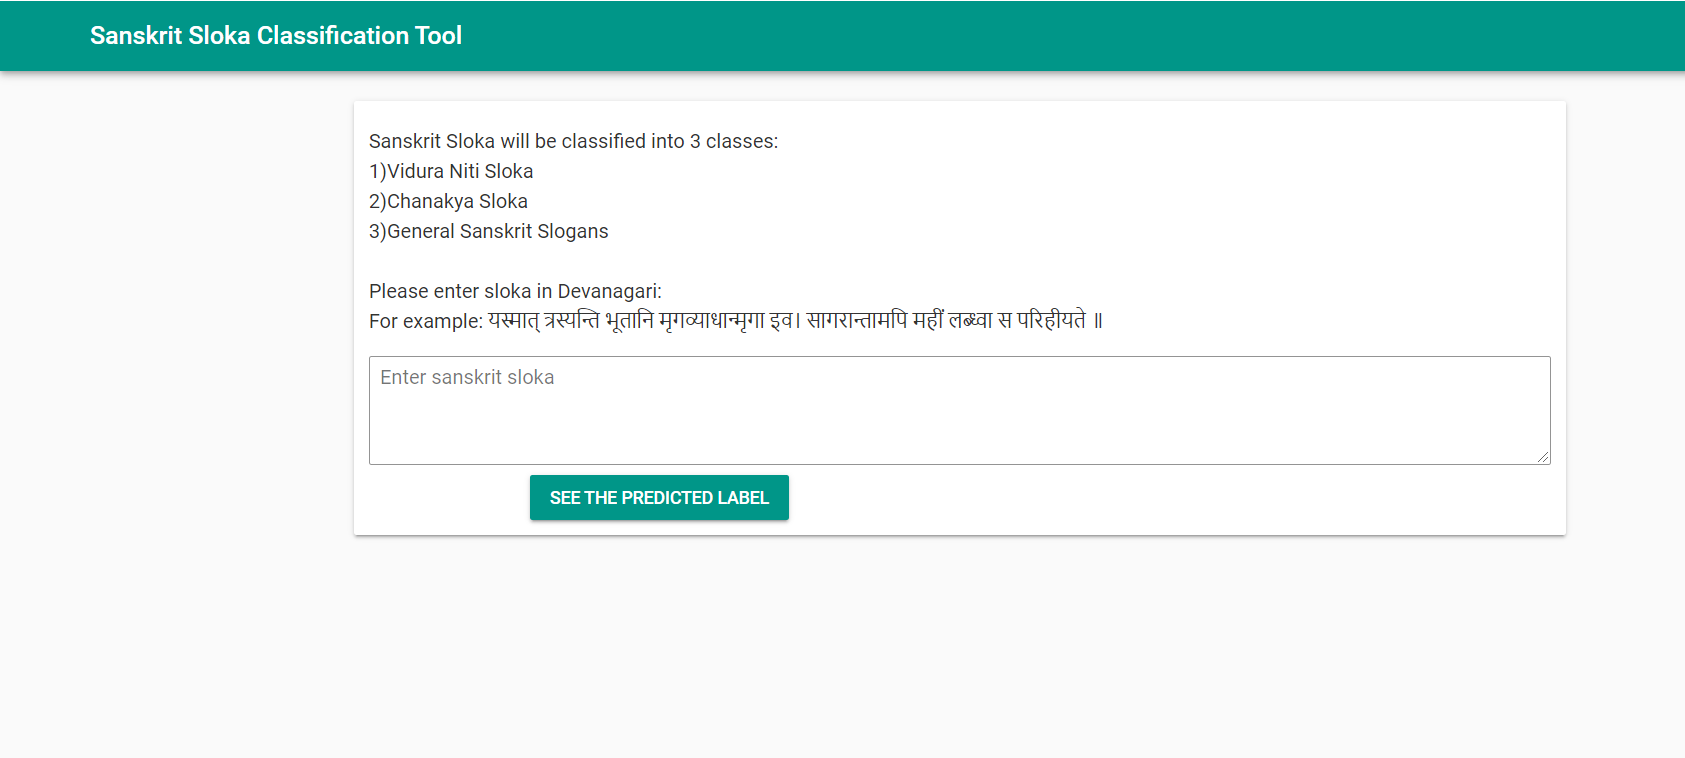 Sanskrit Sloka Classification Tool
Sanskrit Sloka will be classified into 3 classes:
1)Vidura Niti Sloka
2)Chanakya Sloka
3)General Sanskrit Slogans
Please enter sloka in Devanagari:
For example: यस्मात् त्रस्यन्ति भूतानि मृगव्याधान्मृगा इव। सागरान्तामपि महीं लब्ध्वा स परिहीयते ॥
Enter sanskrit sloka
SEE THE PREDICTED LABEL